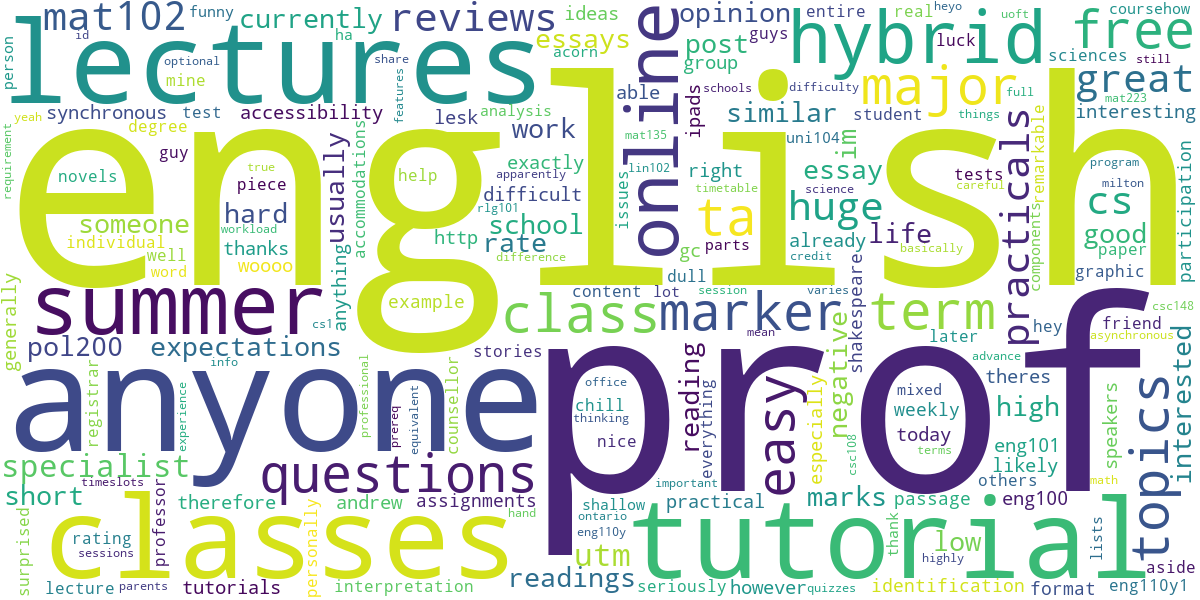 mat102
currently
funny
reviews
ideas
opinion
entire
real
heyo
uoft
coursehow
person
id
ha
acorn
guys
luck
sciences
still
free
lectures
optional
share
essays
online
post
group
hybrid
mine
features
able
ipads
schools
difficulty
major
full
mat223
great
synchronous
test
accessibility
lesk
analysis
similar
student
things
interesting
yeah
degree
work
mat135
uni104
im
remarkable
requirement
guy
true
usually
accommodations
exactly
issues
lin102
right
essay
tests
practicals
program
participation
novels
piece
help
apparently
timetable
science
careful
milton
english
rlg101
difficult
huge
cs
someone
hard
school
ta
life
good
individual
workload
anything
http
rate
gc
parts
already
components
paper
well
thanks
difference
credit
basically
word
woooo
dull
graphic
generally
example
content
lot
session
varies
shakespeare
csc148
summer
cs1
class
marker
term
hey
friend
mean
asynchronous
pol200
expectations
stories
negative
later
interested
info
professional
reading
advance
theres
anyone
prof
office
chill
thinking
easy
mixed
weekly
high
registrar
experience
prereq
equivalent
counsellor
nice
everything
especially
today
eng101
speakers
topics
specialist
questions
csc108
terms
likely
math
timeslots
important
others
short
therefore
andrew
assignments
shallow
practical
marks
passage
eng100
professor
hand
ontario
surprised
classes
rating
personally
eng110y
tutorial
thank
low
lists
sessions
utm
highly
aside
lecture
parents
tutorials
interpretation
readings
seriously
however
quizzes
identification
format
eng110y1